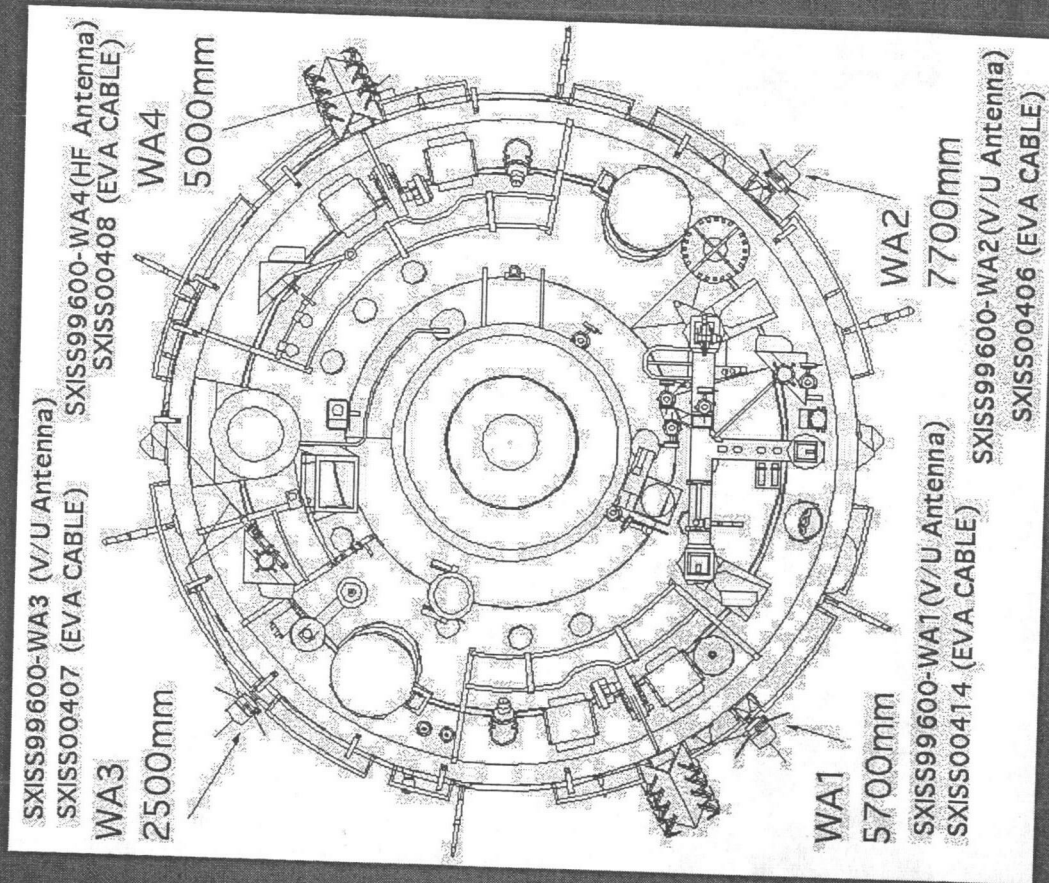 SXISS99600-WA3 (V/U Antenna)
SXISS00407 (EVA CABLE)
WA3
2500mm
SXISS99600-WA4(HF Antenna)
SXISS00408 (EVA CABLE)
WA4
5000mm
WA1
5700mm
SXISS99600-WA1(V/U Antenna)
SXISS00414 (EVA CABLE)
WA2
7700mm
SXISS99600-WA2(V/U Antenna)
SXISS00406 (EVA CABLE)